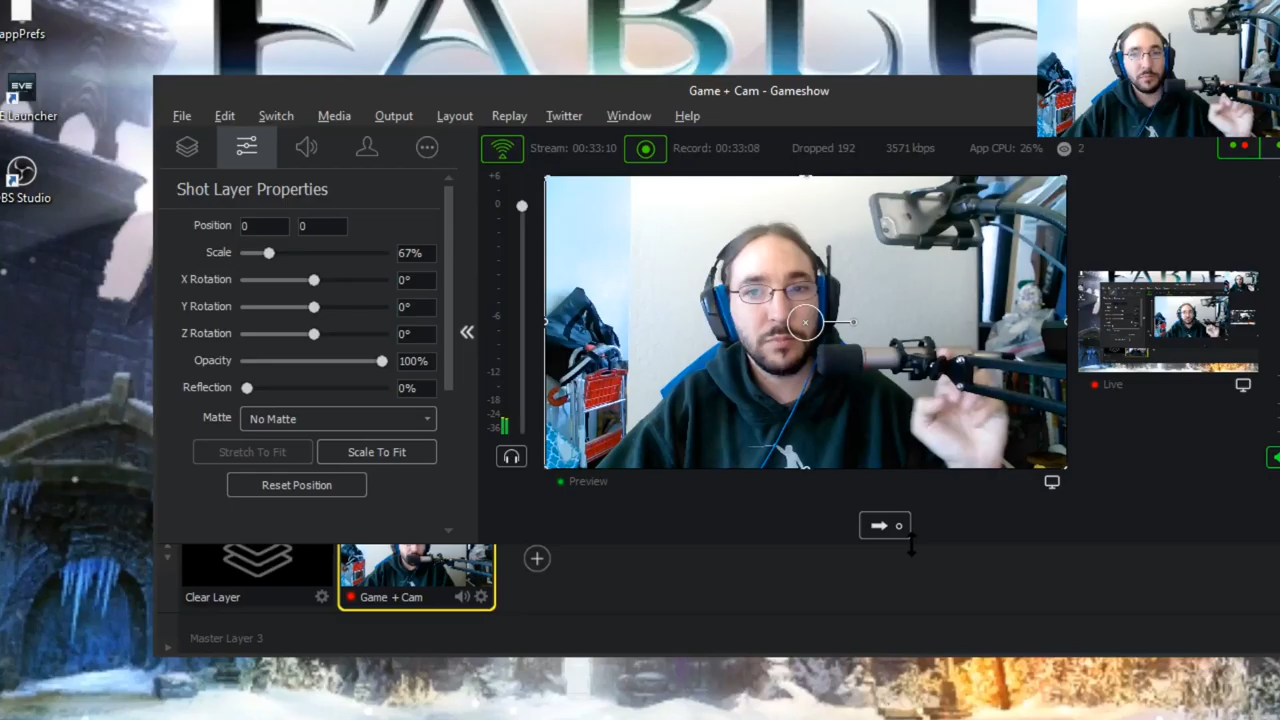 FABLE
appPrefs
EVE
Launcher
OBS Studio
Game + Cam - Gameshow
File Edit Switch Media Output Layout Replay Twitter Window Help
Stream: 00:33:10 Record: 00:33:08 Dropped 192 3571 kbps App CPU: 26% 2
Shot Layer Properties
Position 0 0
Scale 67%
X Rotation 0°
Y Rotation 0°
Z Rotation 0°
Opacity 100%
Reflection 0%
Matte No Matte
Stretch To Fit Scale To Fit
Reset Position
+6
0
-6
-12
-18
-24
-36
Preview
Live
Clear Layer
Game + Cam
Master Layer 3